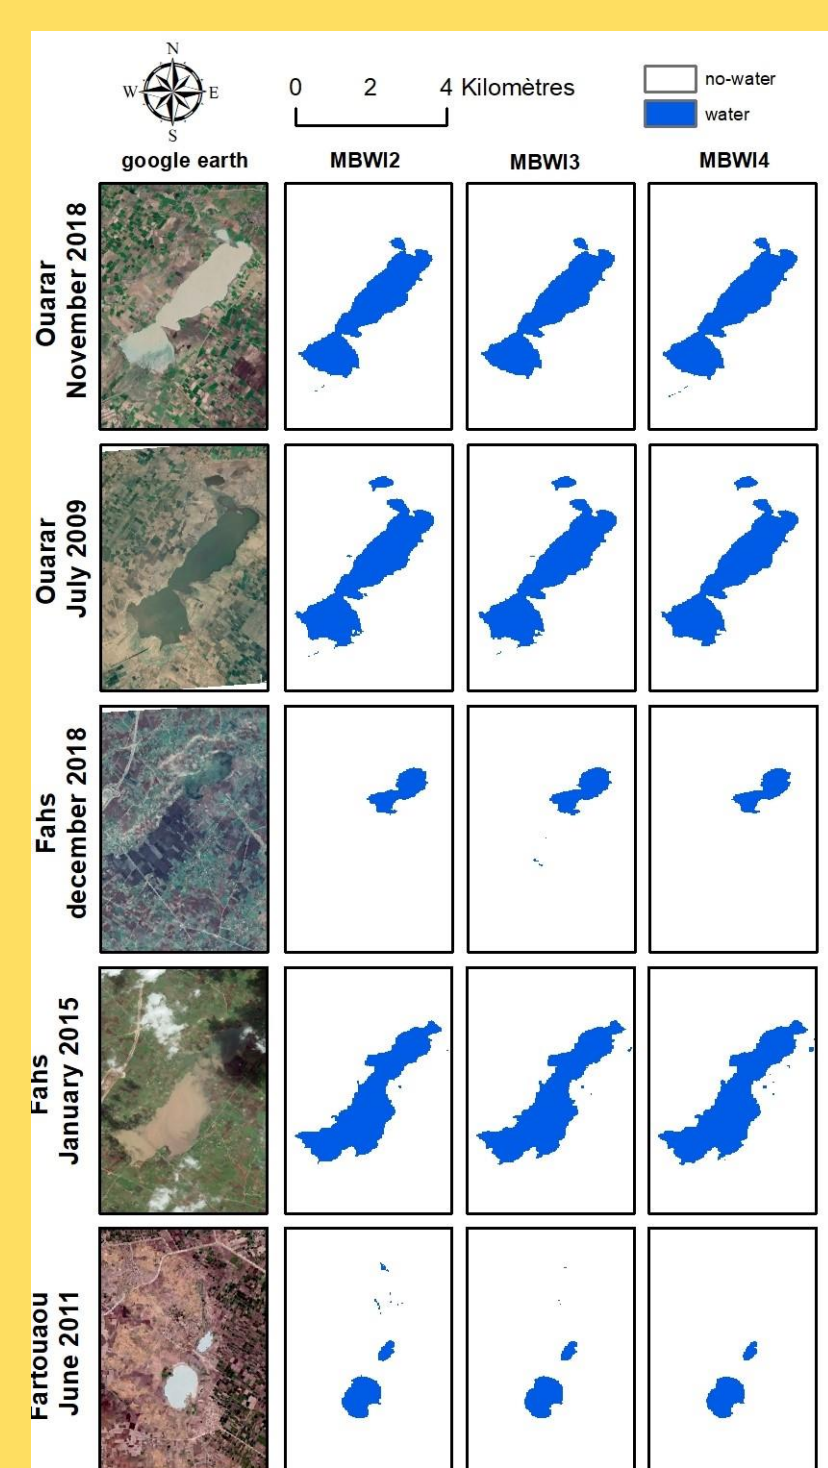 N
W E
S
0 2 4 Kilomètres
no-water
water
google earth MBWI2 MBWI3 MBWI4
Ouarar
November 2018
Ouarar
July 2009
Fahs
december 2018
Fahs
January 2015
Fartouaou
June 2011